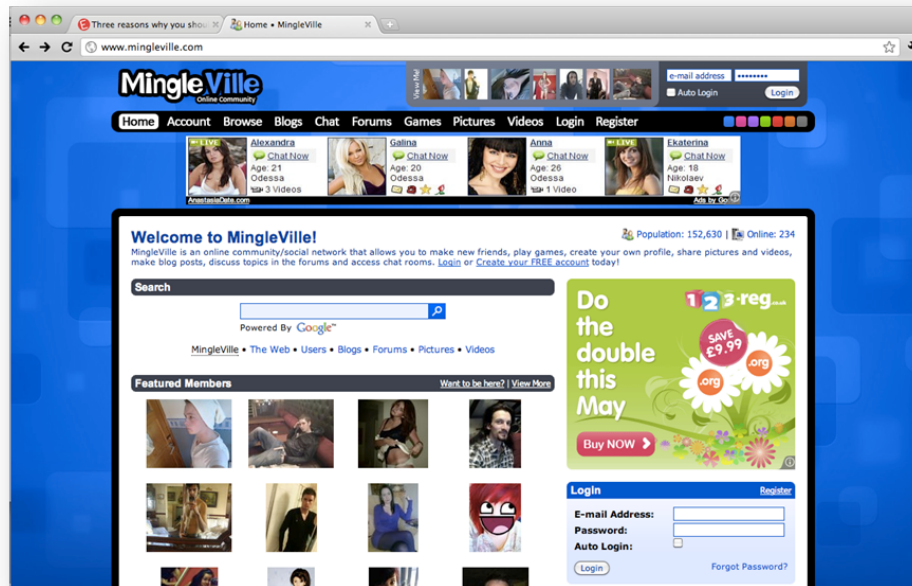 Three reasons why you shou
Home • MingleVille
www.mingleville.com
MingleVille
Online Community
View Me!
e-mail address
Auto Login
Login
Home Account Browse Blogs Chat Forums Games Pictures Videos Login Register
LIVE
Alexandra
Chat Now
Age: 21
Odessa
3 Videos
Galina
Chat Now
Age: 20
Odessa
Anna
Chat Now
Age: 26
Odessa
1 Video
LIVE
Ekaterina
Chat Now
Age: 18
Nikolaev
AnastasiaDate.com
Ads by Goo
Welcome to MingleVille!
Population: 152,630 | Online: 234
MingleVille is an online community/social network that allows you to make new friends, play games, create your own profile, share pictures and videos,
make blog posts, discuss topics in the forums and access chat rooms. Login or Create your FREE account today!
Search
Powered By Google™
MingleVille • The Web • Users • Blogs • Forums • Pictures • Videos
Featured Members
Want to be here? | View More
Do
the
double
this
May
Buy NOW
123-reg.co.uk
SAVE
£9.99
.org
.org
Login
Register
E-mail Address:
Password:
Auto Login:
Login
Forgot Password?